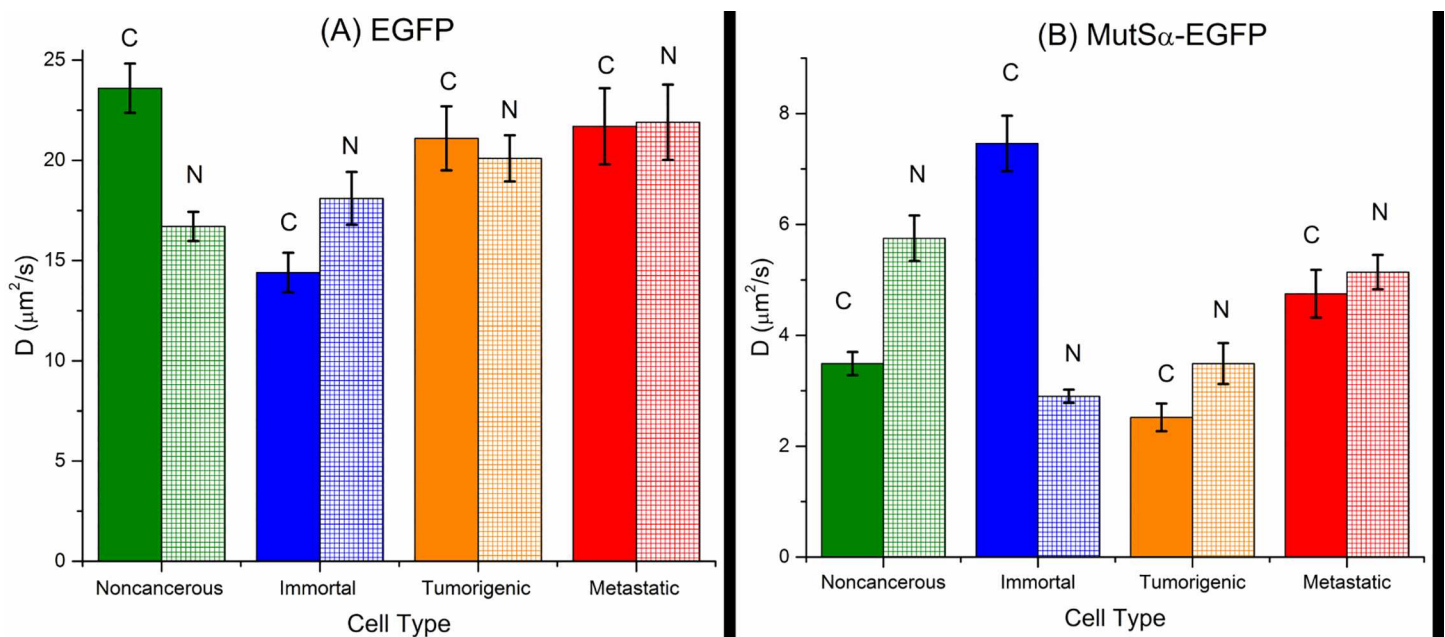 (A) EGFP
25
20
15
10
5
0
D (μm²/s)
C
N
C
N
C
N
C
N
Noncancerous
Immortal
Tumorigenic
Metastatic
Cell Type
(B) MutSα-EGFP
8
6
4
2
0
D (μm²/s)
C
N
C
N
C
N
C
N
Noncancerous
Immortal
Tumorigenic
Metastatic
Cell Type